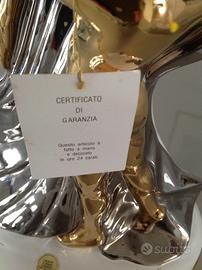 CERTIFICATO
DI
GARANZIA
Questo articolo è
fatto a mano
e decorato
in oro 24 carati
subito